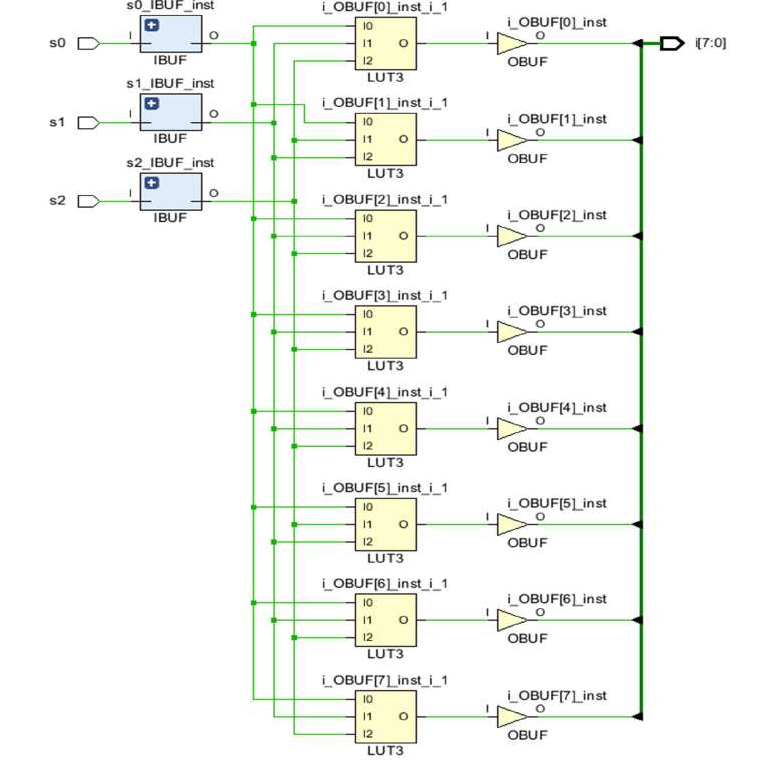 s0_IBUF_inst
s0
I
O
IBUF
s1_IBUF_inst
s1
I
O
IBUF
s2_IBUF_inst
s2
I
O
IBUF
i_OBUF[0]_inst_i_1
I0
I1
I2
O
LUT3
i_OBUF[0]_inst
I
O
OBUF
i[7:0]
i_OBUF[1]_inst_i_1
I0
I1
I2
O
LUT3
i_OBUF[1]_inst
I
O
OBUF
i_OBUF[2]_inst_i_1
I0
I1
I2
O
LUT3
i_OBUF[2]_inst
I
O
OBUF
i_OBUF[3]_inst_i_1
I0
I1
I2
O
LUT3
i_OBUF[3]_inst
I
O
OBUF
i_OBUF[4]_inst_i_1
I0
I1
I2
O
LUT3
i_OBUF[4]_inst
I
O
OBUF
i_OBUF[5]_inst_i_1
I0
I1
I2
O
LUT3
i_OBUF[5]_inst
I
O
OBUF
i_OBUF[6]_inst_i_1
I0
I1
I2
O
LUT3
i_OBUF[6]_inst
I
O
OBUF
i_OBUF[7]_inst_i_1
I0
I1
I2
O
LUT3
i_OBUF[7]_inst
I
O
OBUF